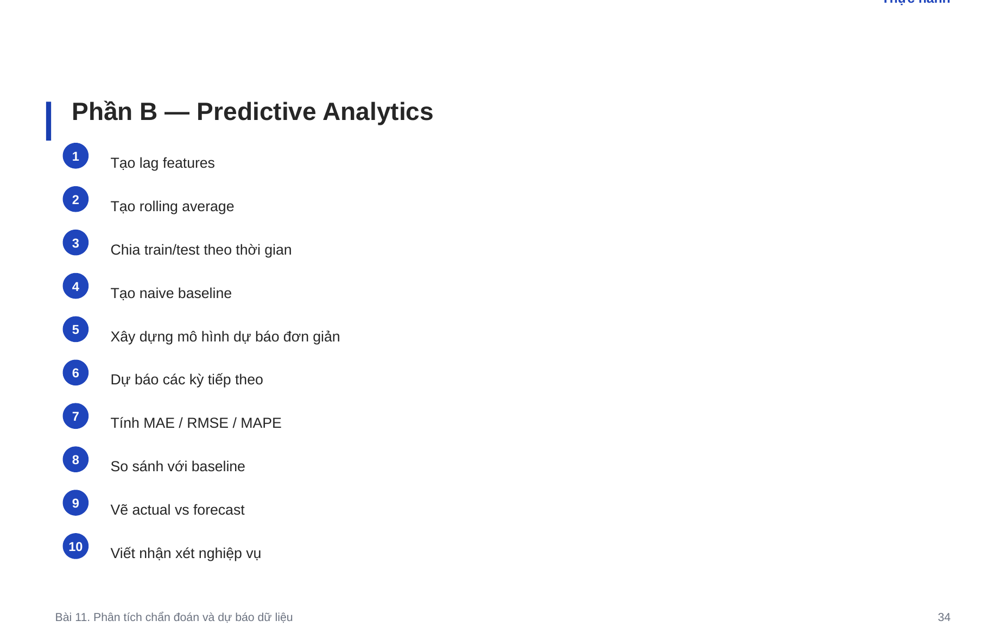 Thực hành
Phần B — Predictive Analytics
1 Tạo lag features
2 Tạo rolling average
3 Chia train/test theo thời gian
4 Tạo naive baseline
5 Xây dựng mô hình dự báo đơn giản
6 Dự báo các kỳ tiếp theo
7 Tính MAE / RMSE / MAPE
8 So sánh với baseline
9 Vẽ actual vs forecast
10 Viết nhận xét nghiệp vụ
Bài 11. Phân tích chẩn đoán và dự báo dữ liệu 34